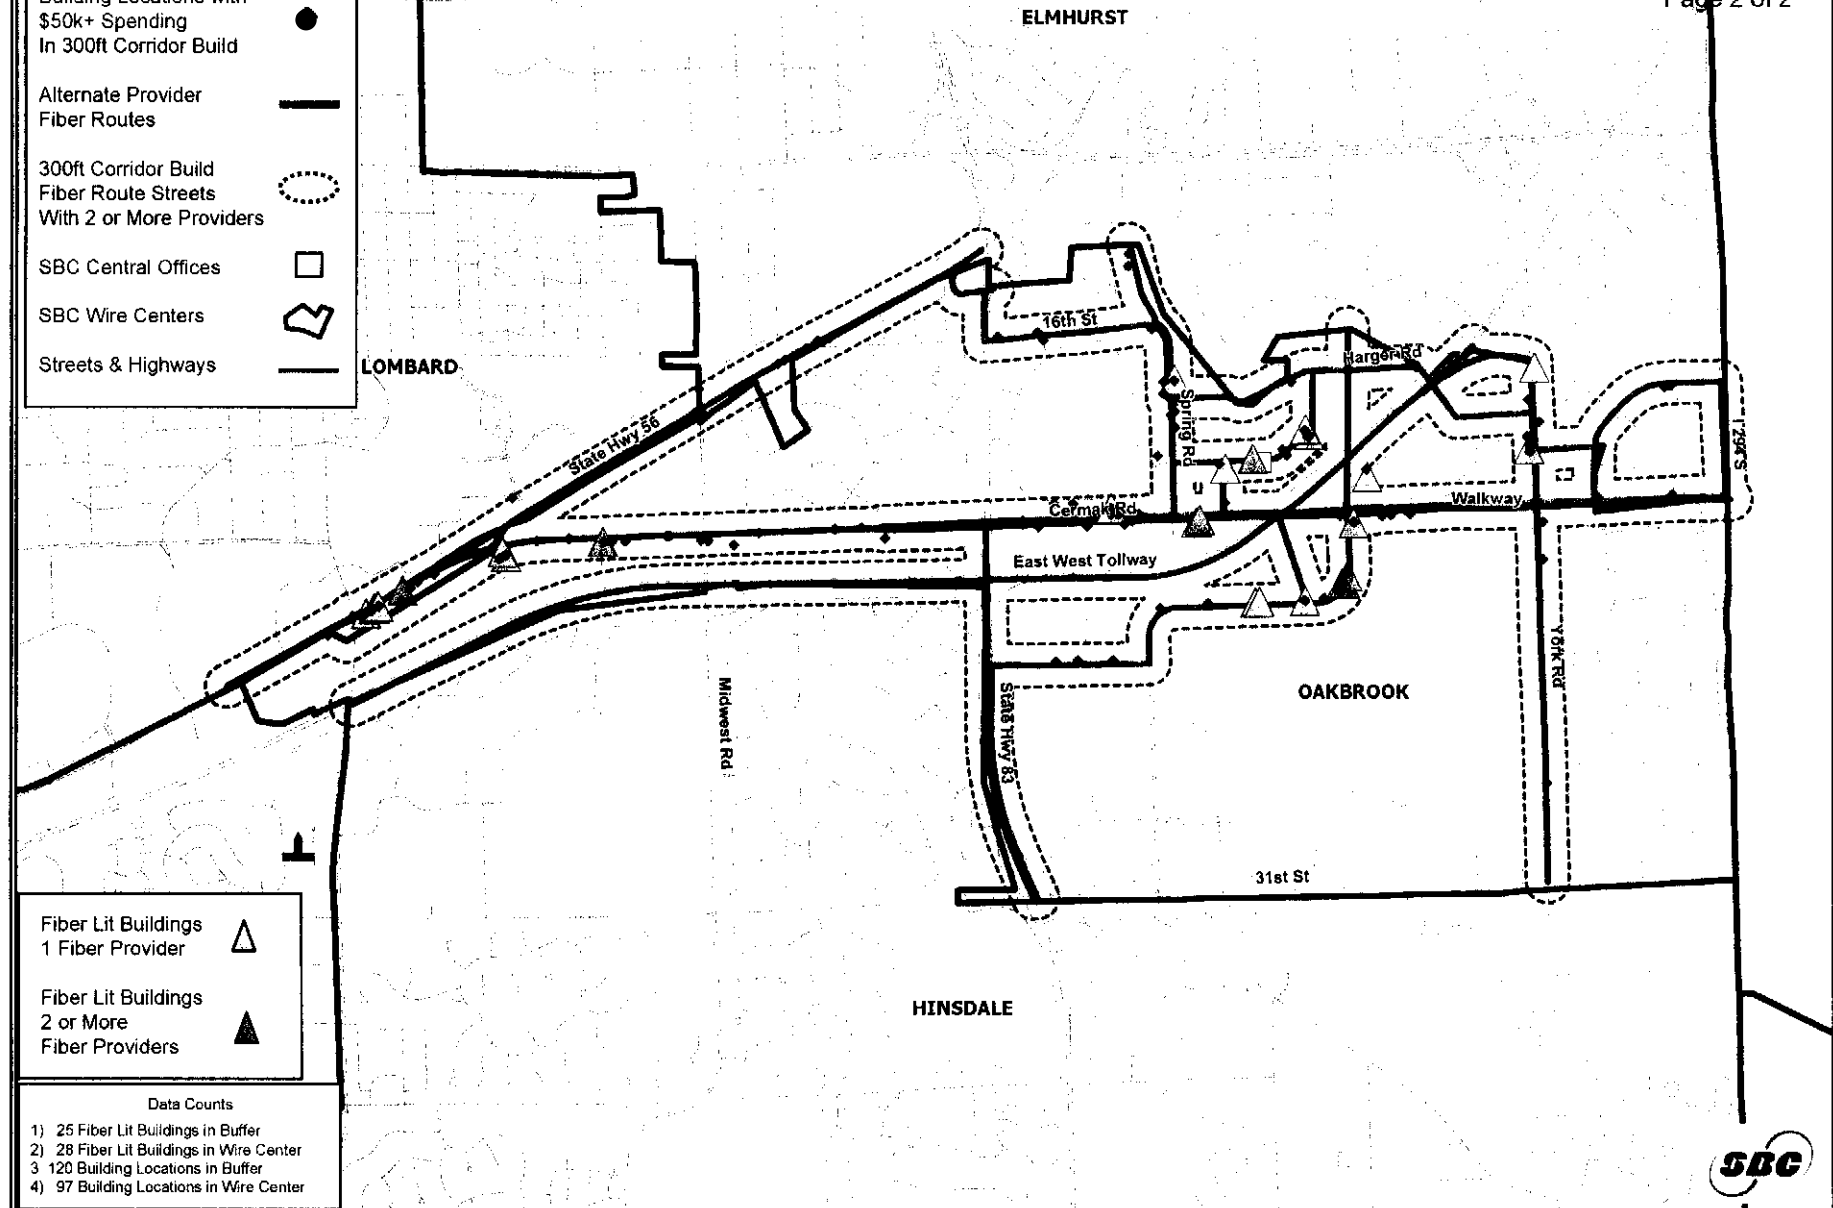 Building Locations with
$50k+ Spending
In 300ft Corridor Build
Alternate Provider
Fiber Routes
300ft Corridor Build
Fiber Route Streets
With 2 or More Providers
SBC Central Offices
SBC Wire Centers
Streets & Highways
Page 2 of 2
ELMHURST
LOMBARD
16th St
Harger Rd
State Hwy 56
Spring Rd
I 294 S
Walkway
Cermak Rd
East West Tollway
York Rd
OAKBROOK
Midwest Rd
State Hwy 83
31st St
HINSDALE
Fiber Lit Buildings
1 Fiber Provider
Fiber Lit Buildings
2 or More
Fiber Providers
Data Counts
1) 25 Fiber Lit Buildings in Buffer
2) 28 Fiber Lit Buildings in Wire Center
3 120 Building Locations in Buffer
4) 97 Building Locations in Wire Center
SBC